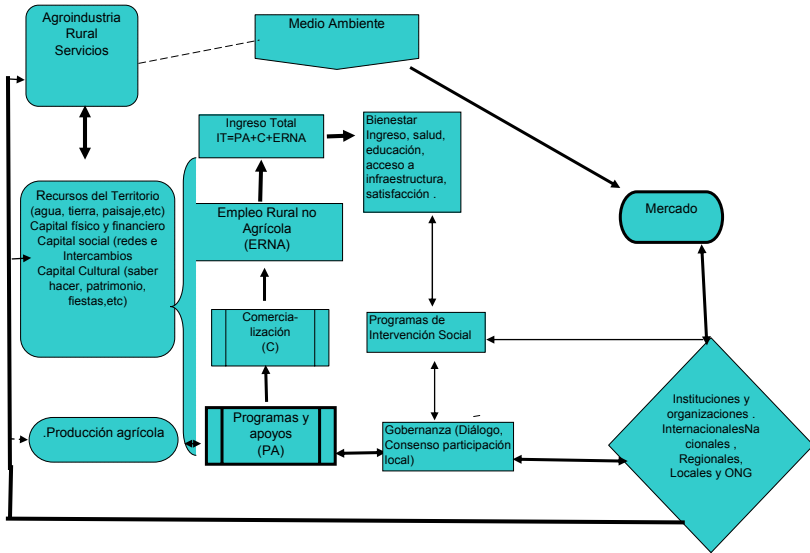 Agroindustria
Rural
Servicios
Medio Ambiente
Ingreso Total
IT=PA+C+ERNA
Bienestar
Ingreso, salud,
educación,
acceso a
infraestructura,
satisfacción .
Recursos del Territorio
(agua, tierra, paisaje,etc)
Capital físico y financiero
Capital social (redes e
Intercambios
Capital Cultural (saber
hacer, patrimonio,
fiestas,etc)
Empleo Rural no
Agrícola
(ERNA)
Mercado
Comercia-
lización
(C)
Programas de
Intervención Social
Instituciones y
organizaciones .
InternacionalesNa
cionales ,
Regionales,
Locales y ONG
.Producción agrícola
Programas y
apoyos
(PA)
Gobernanza (Diálogo,
Consenso participación
local)